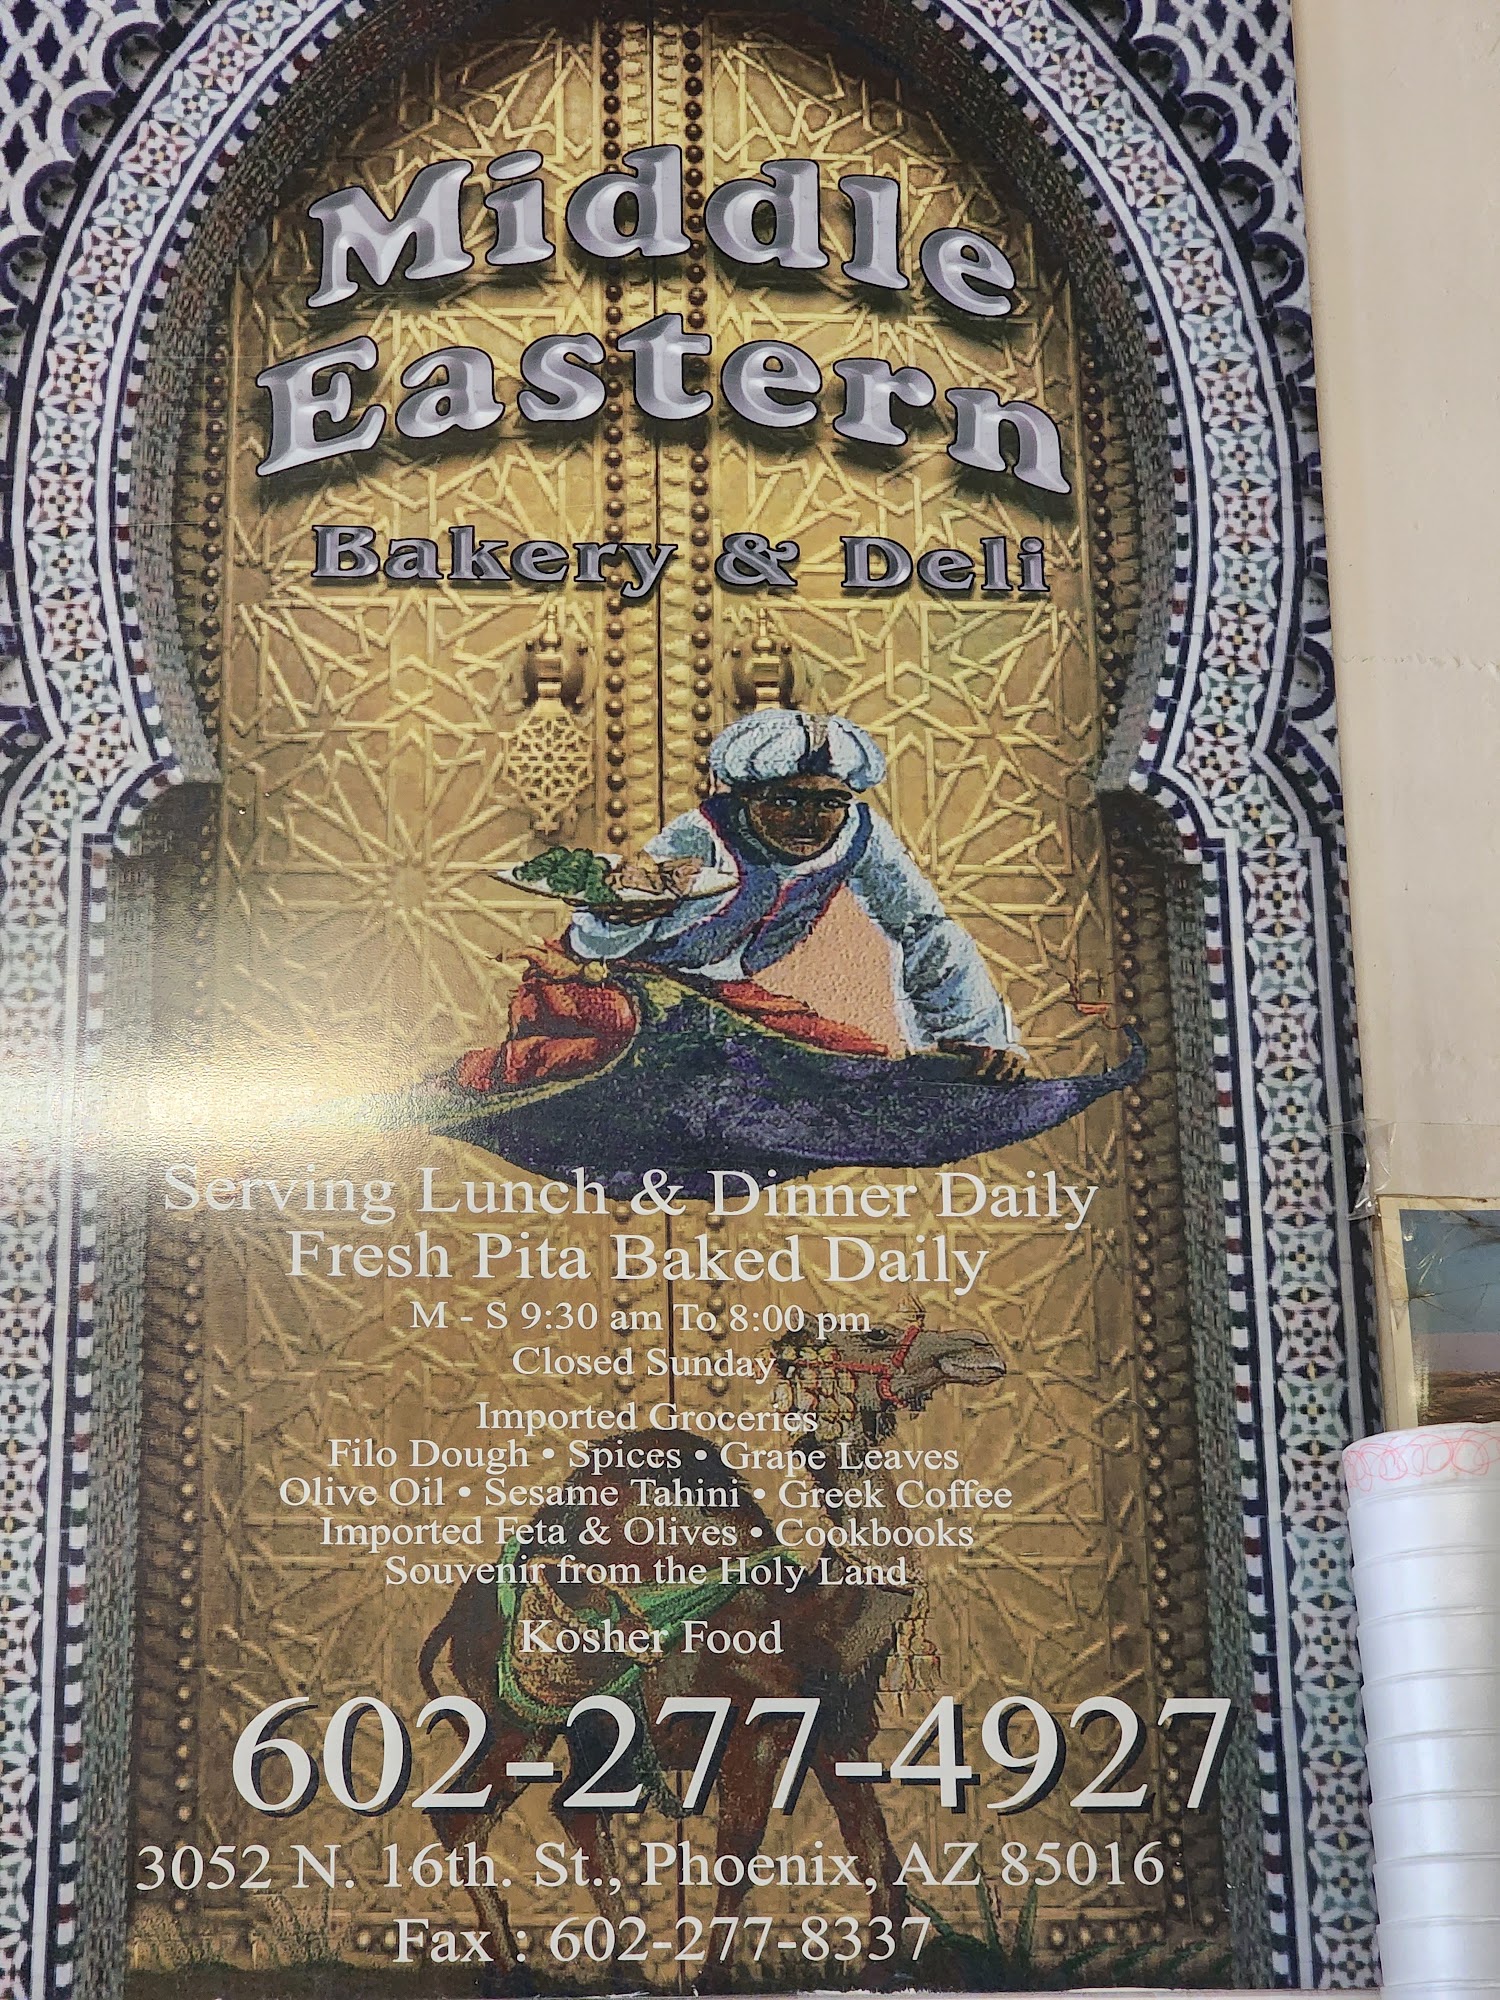 Middle
Eastern
Bakery & Deli
Serving Lunch & Dinner Daily
Fresh Pita Baked Daily
M - S 9:30 am To 8:00 pm
Closed Sunday
Imported Groceries
Filo Dough • Spices • Grape Leaves
Olive Oil • Sesame Tahini • Greek Coffee
Imported Feta & Olives • Cookbooks
Souvenir from the Holy Land
Kosher Food
602-277-4927
3052 N. 16th. St., Phoenix, AZ 85016
Fax : 602-277-8337